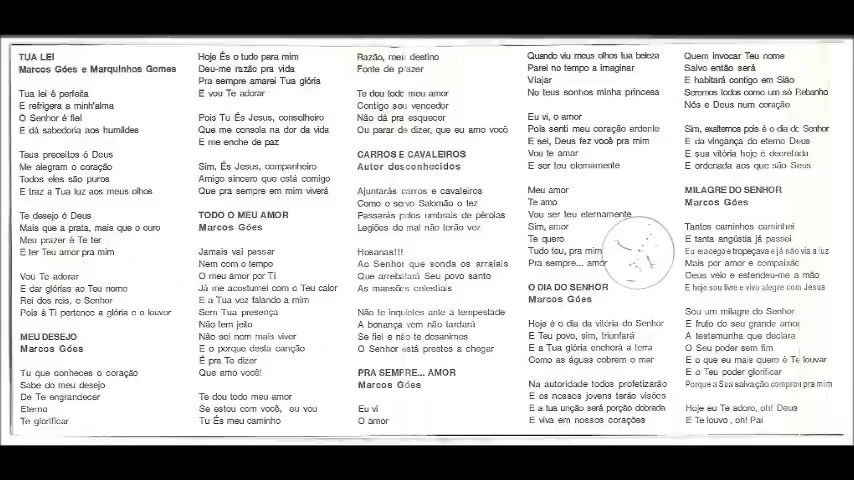 TUA LEI
Marcos Góes e Marquinhos Gomes
Tua lei é perfeita
E refrigera a minh'alma
O Senhor é fiel
E dá sabedoria aos humildes
Teus preceitos ó Deus
Me alegram o coração
Todos eles são puros
E traz a Tua luz aos meus olhos
Te desejo ó Deus
Mais que a prata, mais que o ouro
Meu prazer é Te ter
E ter Teu amor pra mim
Vou Te adorar
E dar glórias ao Teu nome
Rei dos reis, e Senhor
Pois à Ti pertence a glória e o louvor
MEU DESEJO
Marcos Góes
Tu que conheces o coração
Sabe do meu desejo
De Te engrandecer
Eterno
Te glorificar
Hoje És o tudo para mim
Deu-me razão pra vida
Pra sempre amarei Tua glória
E vou Te adorar
Pois Tu És Jesus, conselheiro
Que me consola na dor da vida
E me enche de paz
Sim, És Jesus, companheiro
Amigo sincero que está comigo
Que pra sempre em mim viverá
TODO O MEU AMOR
Marcos Góes
Jamais vai passar
Nem com o tempo
O meu amor por Ti
Já me acostumei com o Teu calor
E a Tua voz falando a mim
Sem Tua presença
Não tem jeito
Não sei nem mais viver
E o porque desta canção
É pra Te dizer
Que amo você!
Te dou todo meu amor
Se estou com você, eu vou
Tu És meu caminho
Razão, meu destino
Fonte de prazer
Te dou todo meu amor
Contigo sou vencedor
Não dá pra esquecer
Ou parar de dizer, que eu amo você
CARROS E CAVALEIROS
Autor desconhecidos
Ajuntarás carros e cavaleiros
Como o servo Salomão o fez
Passarás pelos umbrais de pérolas
Legiões do mal não terão vez
Hosanas!!!
Ao Senhor que sonda os arraiais
Que arrebatará Seu povo santo
As mansões celestiais
Não te inquietes ante à tempestade
A bonança vem não tardará
Se fiel e não te desanimes
O Senhor está prestes a chegar
PRA SEMPRE... AMOR
Marcos Góes
Eu vi
O amor
Quando viu meus olhos tua beleza
Parei no tempo a imaginar
Viajar
No teus sonhos minha princesa
Eu vi, o amor
Pois senti meu coração ardente
E sei, Deus fez você pra mim
Vou te amar
E ser teu eternamente
Meu amor
Te amo
Vou ser teu eternamente
Sim, amor
Te quero
Tudo teu, pra mim
Pra sempre... amor
O DIA DO SENHOR
Marcos Góes
Hoje é o dia da vitória do Senhor
E Teu povo, sim, triunfará
E a Tua glória encherá a terra
Como as águas cobrem o mar
Na autoridade todos profetizarão
E os nossos jovens terão visões
E a tua unção será porção dobrada
E viva em nossos corações
Quem invocar Teu nome
Salvo então será
E habitará contigo em Sião
Seremos todos como um só Rebanho
Nós e Deus num coração
Sim, exaltemos pois é o dia do Senhor
E da vingança do eterno Deus
E sua vitória hoje é decretada
E ordenada aos que são Seus
MILAGRE DO SENHOR
Marcos Góes
Tantos caminhos caminhei
E tanta angústia já passei
Eu era cego e tropeçava e já não via a luz
Mais por amor e compaixão
Deus veio e estendeu-me a mão
E hoje sou livre e vivo alegre com Jesus
Sou um milagre do Senhor
E fruto do seu grande amor
A testemunha que declara
O Seu poder sem fim
E o que eu mais quero é Te louvar
E o Teu poder glorificar
Porque a Sua salvação comprou pra mim
Hoje eu Te adoro, oh! Deus
E Te louvo , oh! Pai